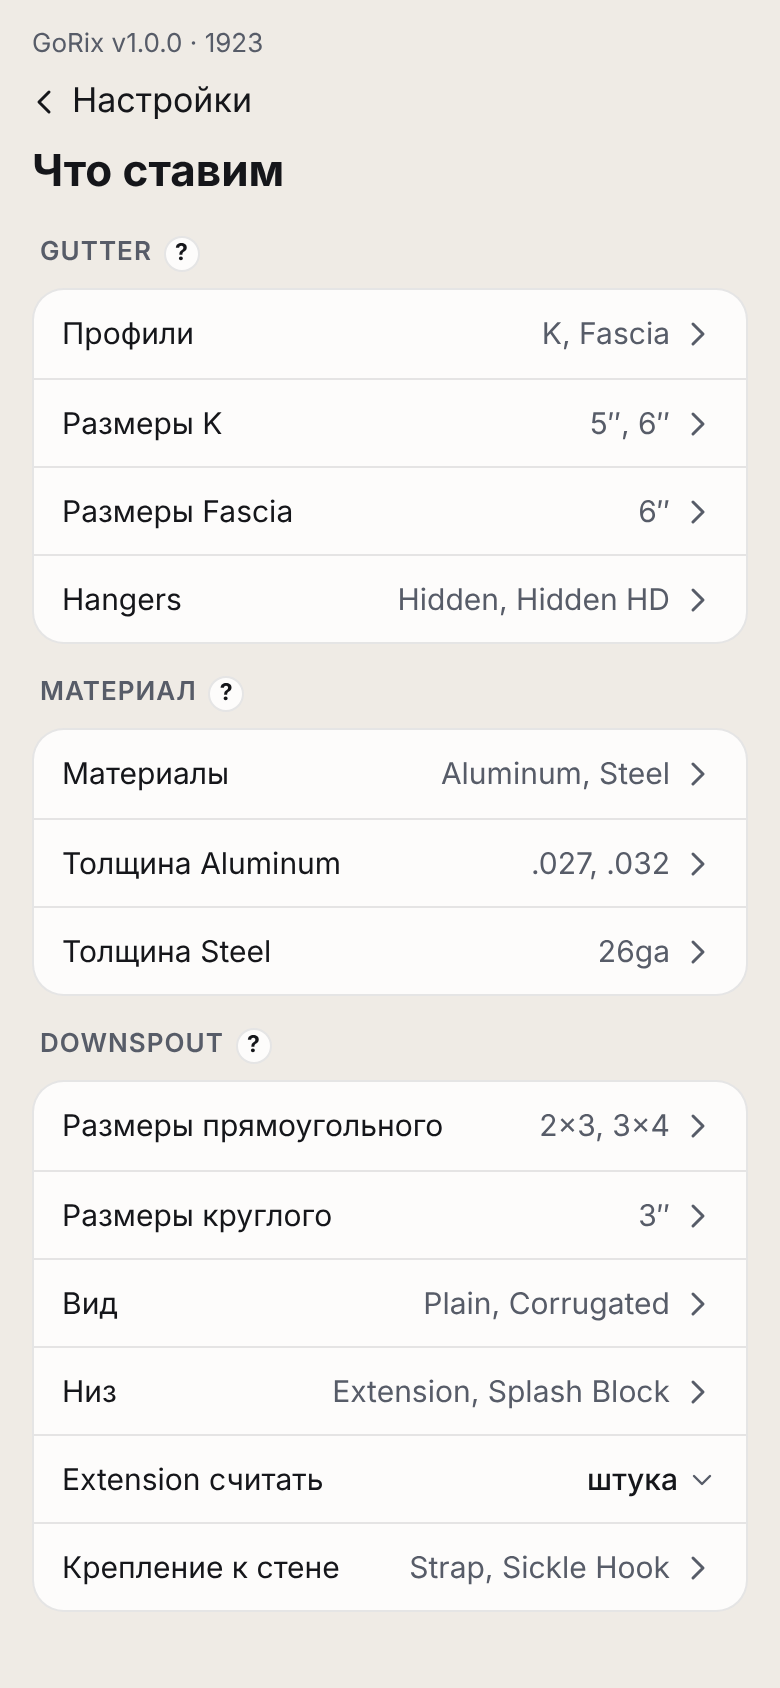 GoRix v1.0.0 · 1923
Настройки
Что ставим
GUTTER ?
Профили K, Fascia
Размеры K 5″, 6″
Размеры Fascia 6″
Hangers Hidden, Hidden HD
МАТЕРИАЛ ?
Материалы Aluminum, Steel
Толщина Aluminum .027, .032
Толщина Steel 26ga
DOWNSPOUT ?
Размеры прямоугольного 2×3, 3×4
Размеры круглого 3″
Вид Plain, Corrugated
Низ Extension, Splash Block
Extension считать штука
Крепление к стене Strap, Sickle Hook